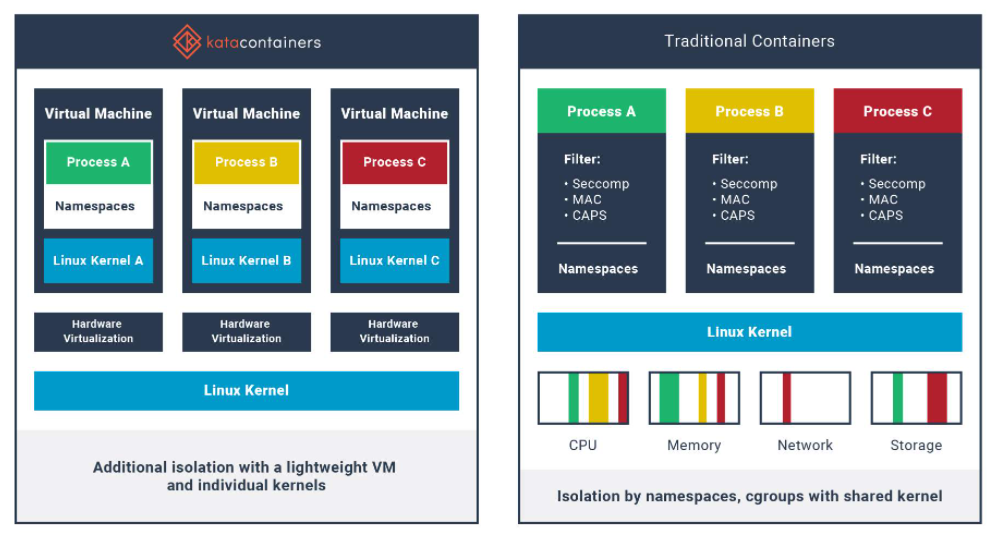 katacontainers
Virtual Machine
Process A
Namespaces
Linux Kernel A
Virtual Machine
Process B
Namespaces
Linux Kernel B
Virtual Machine
Process C
Namespaces
Linux Kernel C
Hardware
Virtualization
Hardware
Virtualization
Hardware
Virtualization
Linux Kernel
Additional isolation with a lightweight VM
and individual kernels
Traditional Containers
Process A
Filter:
• Seccomp
• MAC
• CAPS
Namespaces
Process B
Filter:
• Seccomp
• MAC
• CAPS
Namespaces
Process C
Filter:
• Seccomp
• MAC
• CAPS
Namespaces
Linux Kernel
CPU
Memory
Network
Storage
Isolation by namespaces, cgroups with shared kernel